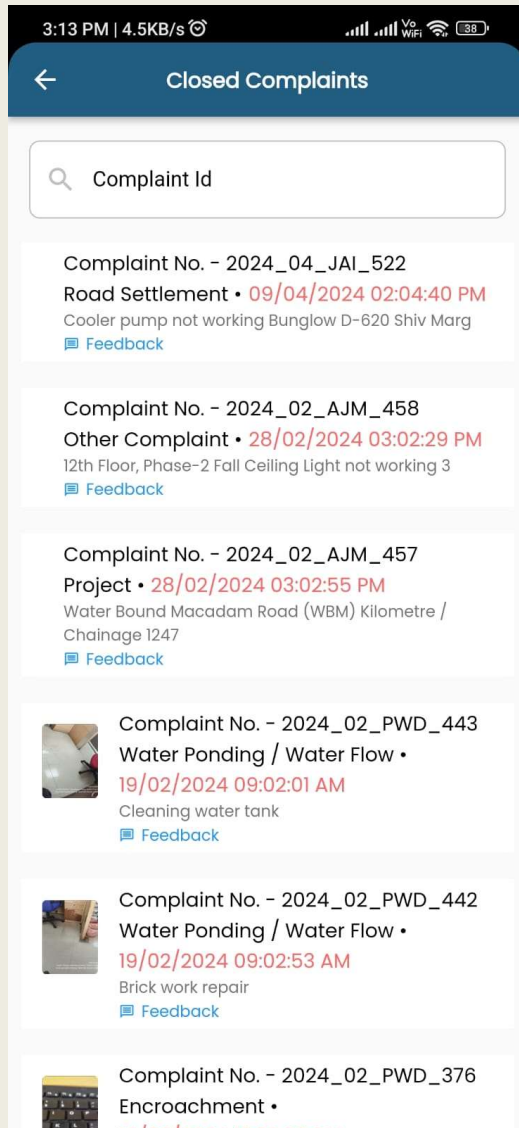 3:13 PM | 4.5KB/s
Vo
WiFi
38
Closed Complaints
Complaint Id
Complaint No. - 2024_04_JAI_522
Road Settlement • 09/04/2024 02:04:40 PM
Cooler pump not working Bunglow D-620 Shiv Marg
Feedback
Complaint No. - 2024_02_AJM_458
Other Complaint • 28/02/2024 03:02:29 PM
12th Floor, Phase-2 Fall Ceiling Light not working 3
Feedback
Complaint No. - 2024_02_AJM_457
Project • 28/02/2024 03:02:55 PM
Water Bound Macadam Road (WBM) Kilometre /
Chainage 1247
Feedback
Complaint No. - 2024_02_PWD_443
Water Ponding / Water Flow •
19/02/2024 09:02:01 AM
Cleaning water tank
Feedback
Complaint No. - 2024_02_PWD_442
Water Ponding / Water Flow •
19/02/2024 09:02:53 AM
Brick work repair
Feedback
Complaint No. - 2024_02_PWD_376
Encroachment •